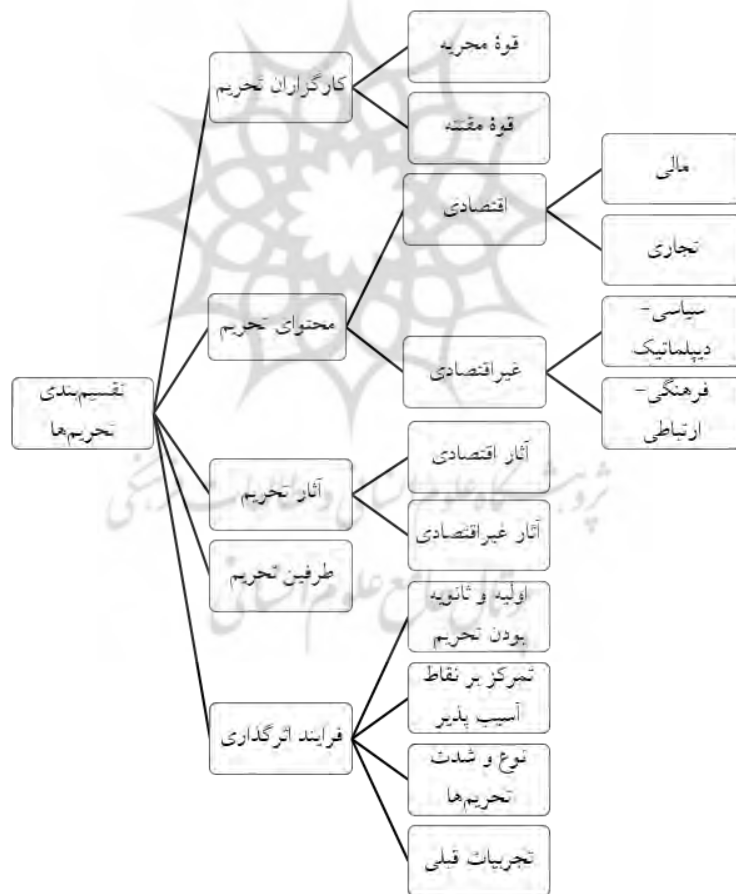 تقسیم‌بندی
تحریم‌ها
کارگزاران تحریم
قوهٔ مجریه
قوهٔ مقننه
محتوای تحریم
اقتصادی
مالی
تجاری
غیراقتصادی
سیاسی-
دیپلماتیک
فرهنگی-
ارتباطی
آثار تحریم
آثار اقتصادی
آثار غیراقتصادی
طرفین تحریم
فرایند اثرگذاری
اولیه و ثانویه
بودن تحریم
تمرکز بر نقاط
آسیب پذیر
نوع و شدت
تحریم‌ها
تجربیات قبلی